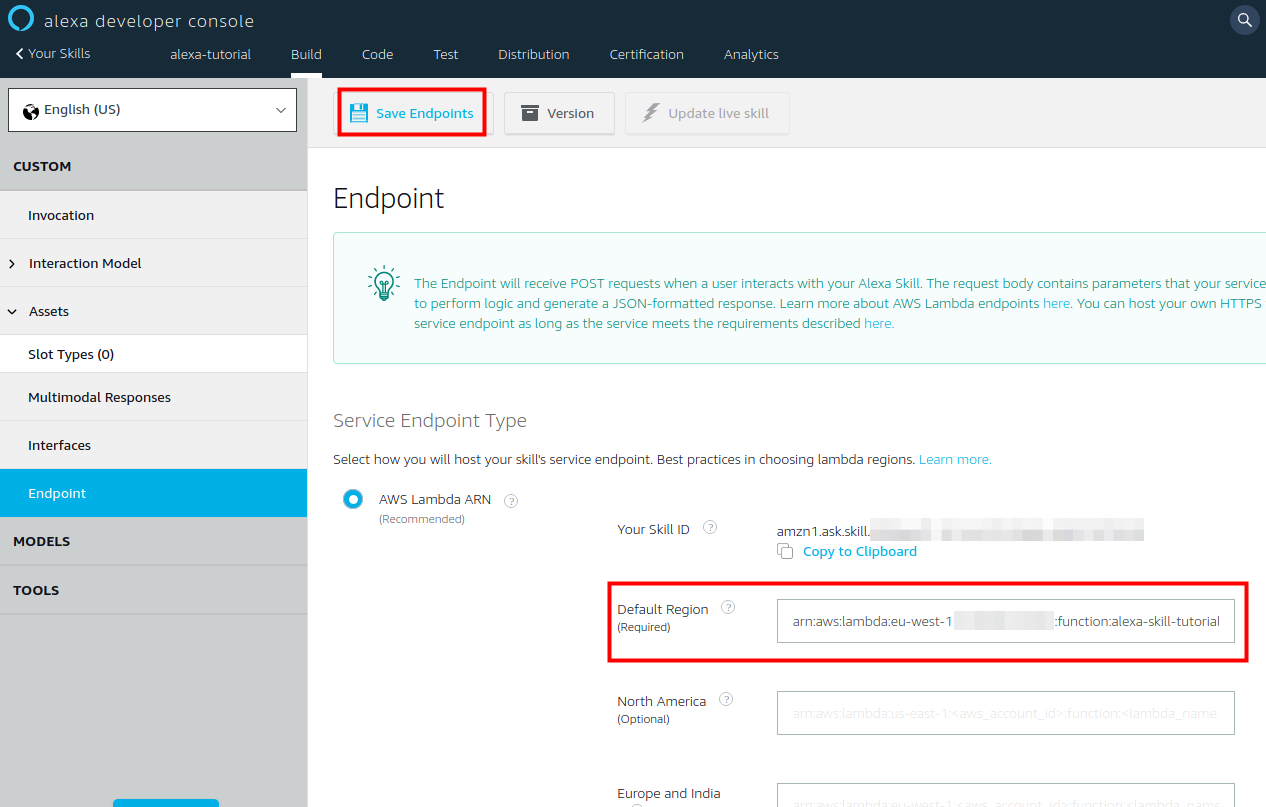 alexa developer console
Your Skills
alexa-tutorial
Build
Code
Test
Distribution
Certification
Analytics
English (US)
Save Endpoints
Version
Update live skill
CUSTOM
Invocation
Interaction Model
Assets
Slot Types (0)
Multimodal Responses
Interfaces
Endpoint
MODELS
TOOLS
Endpoint
The Endpoint will receive POST requests when a user interacts with your Alexa Skill. The request body contains parameters that your service
to perform logic and generate a JSON-formatted response. Learn more about AWS Lambda endpoints here. You can host your own HTTPS
service endpoint as long as the service meets the requirements described here.
Service Endpoint Type
Select how you will host your skill's service endpoint. Best practices in choosing lambda regions. Learn more.
AWS Lambda ARN ?
(Recommended)
Your Skill ID ?
amzn1.ask.skill.
Copy to Clipboard
Default Region ?
(Required)
arn:aws:lambda:eu-west-1 :function:alexa-skill-tutorial
North America ?
(Optional)
arn:aws:lambda:us-east-1:<aws_account_id>:function:<lambda_name
Europe and India
arn:aws:lambda:eu-west-1:<aws_account_id>:function:<lambda_name